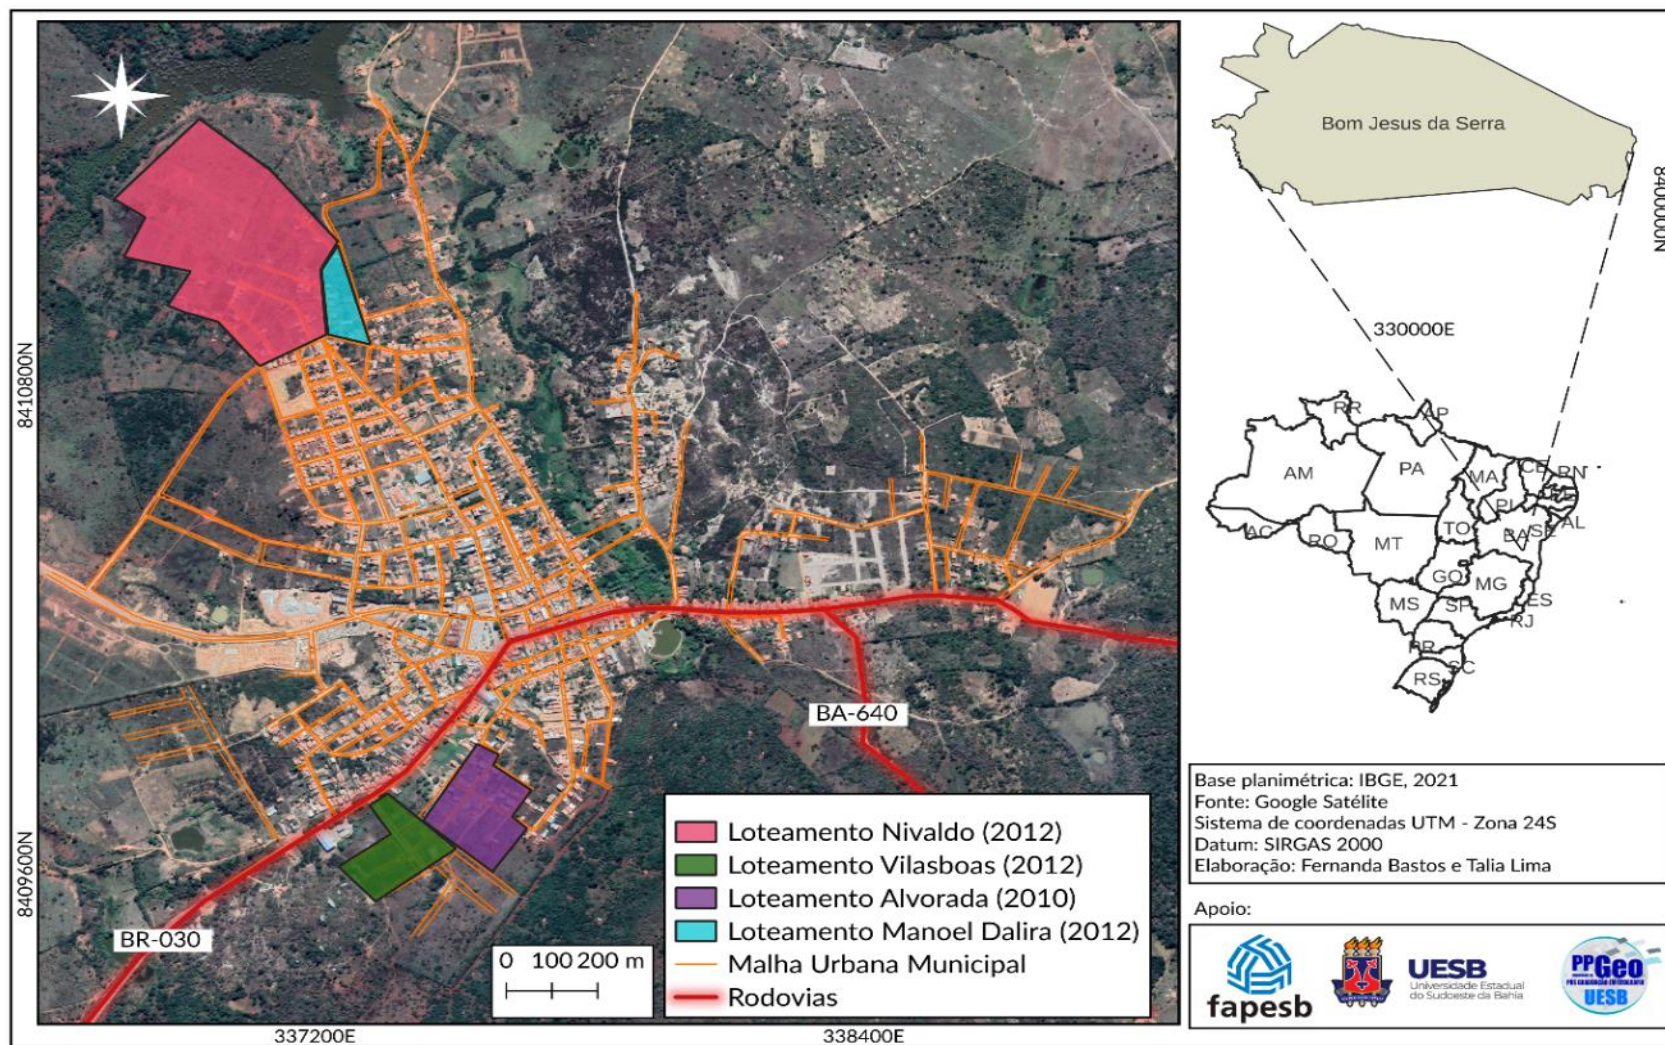 Bom Jesus da Serra
8400000N
330000E
8410800N
8409600N
337200E
338400E
BA-640
BR-030
0 100 200 m
Loteamento Nivaldo (2012)
Loteamento Vilasboas (2012)
Loteamento Alvorada (2010)
Loteamento Manoel Dalira (2012)
Malha Urbana Municipal
Rodovias
RR
AP
AM
PA
MA
CE
RN
PI
AC
RO
TO
BA
SE
AL
MT
GO
MG
MS
SP
ES
RJ
PR
SC
RS
Base planimétrica: IBGE, 2021
Fonte: Google Satélite
Sistema de coordenadas UTM - Zona 24S
Datum: SIRGAS 2000
Elaboração: Fernanda Bastos e Talia Lima
Apoio:
fapesb
UESB
Universidade Estadual
do Sudoeste da Bahia
PPGeo
UESB